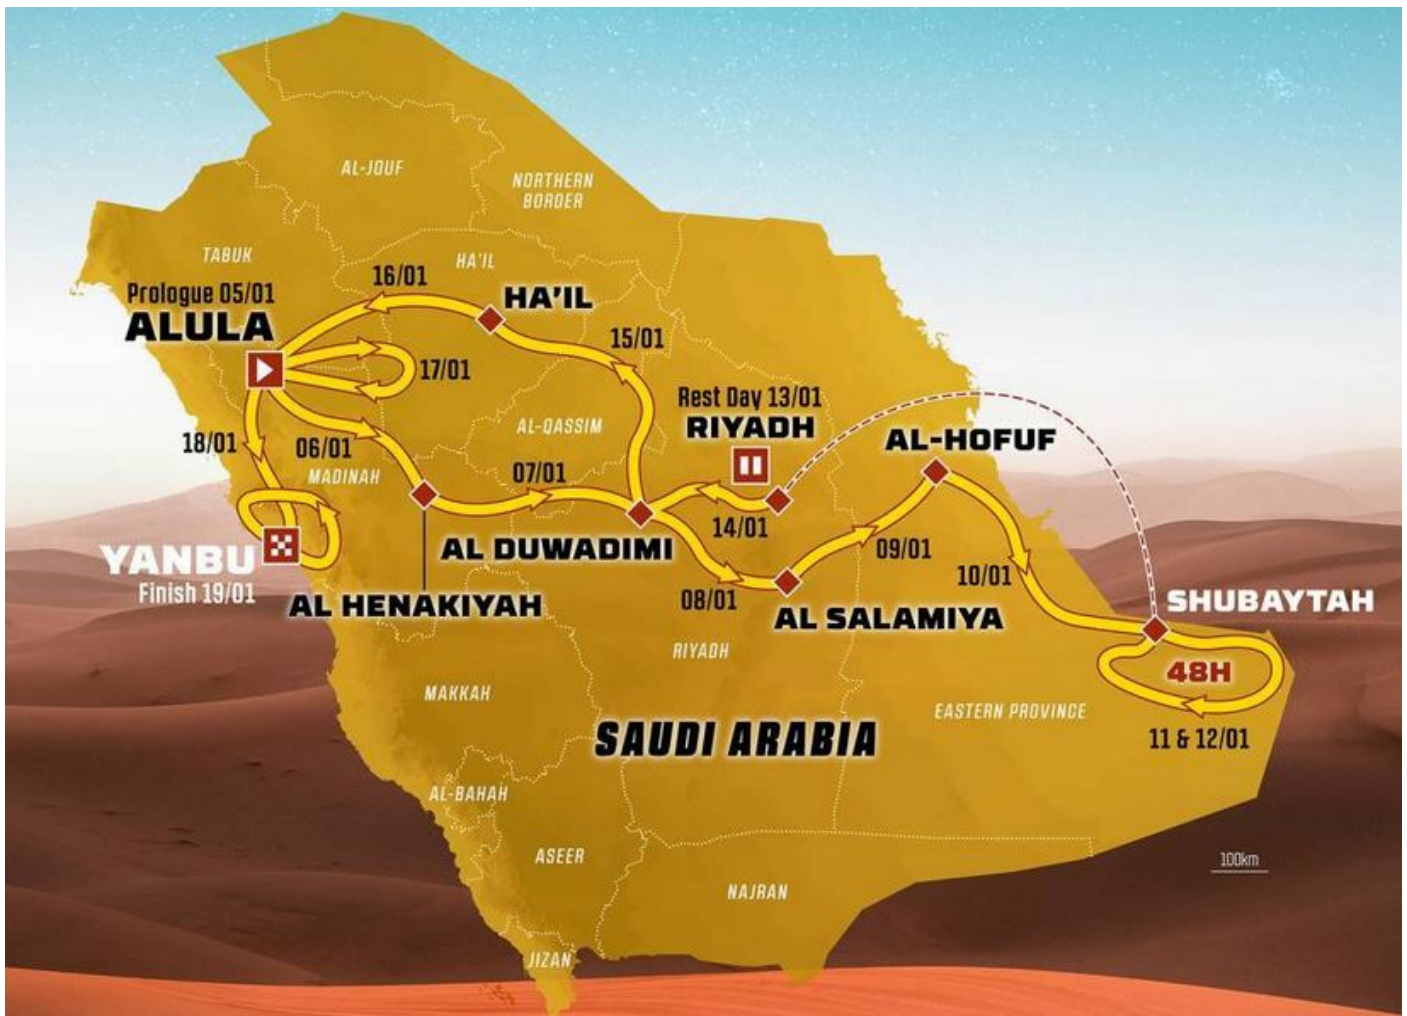 AL-JOUF
NORTHERN
BORDER
TABUK
HA'IL
16/01
Prologue 05/01
ALULA
HA'IL
15/01
17/01
Rest Day 13/01
RIYADH
AL-QASSIM
AL-HOFUF
18/01
06/01
MADINAH
07/01
14/01
AL DUWADIMI
09/01
YANBU
Finish 19/01
10/01
AL HENAKIYAH
08/01
AL SALAMIYA
SHUBAYTAH
RIYADH
48H
MAKKAH
EASTERN PROVINCE
SAUDI ARABIA
11 & 12/01
AL-BAHAH
ASEER
100km
NAJRAN
JIZAN